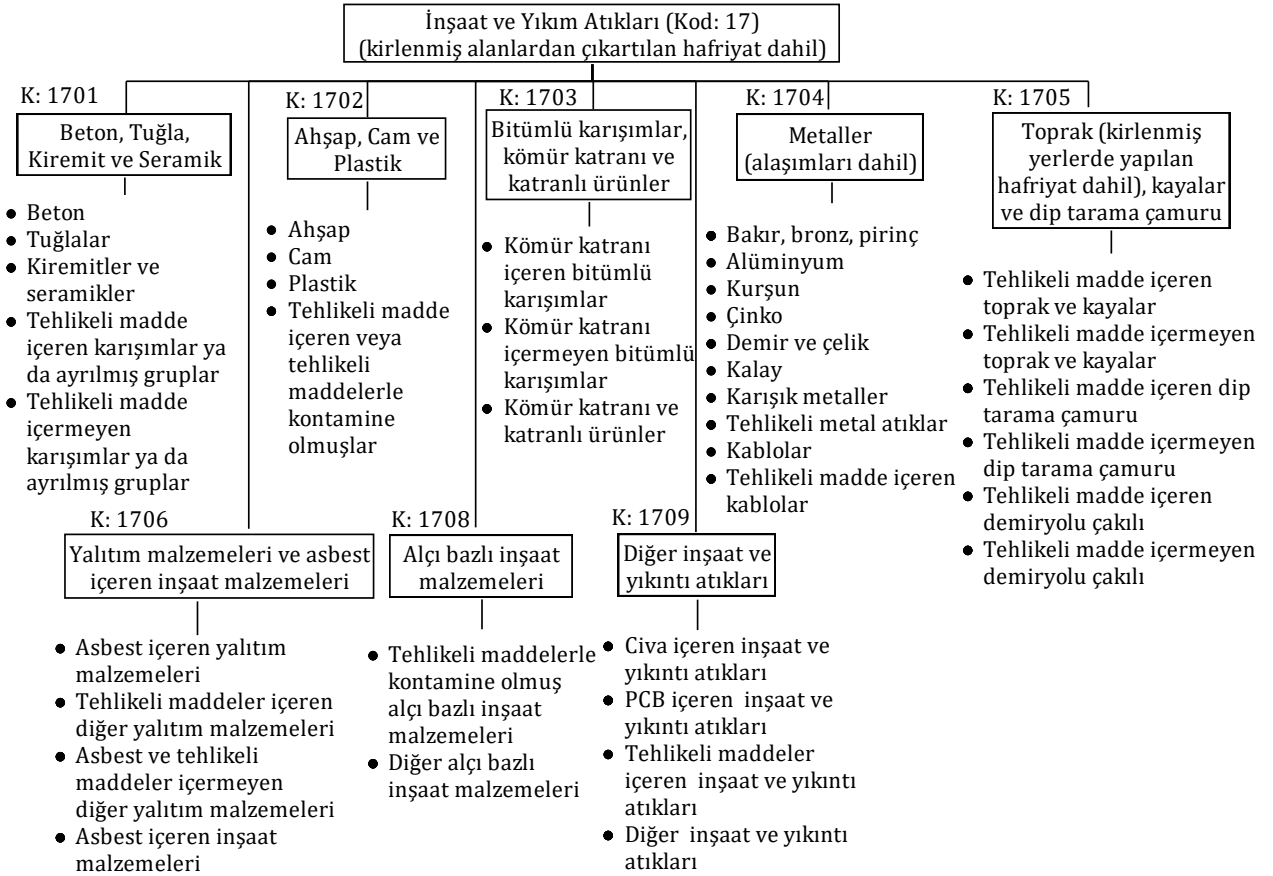 İnşaat ve Yıkım Atıkları (Kod: 17)
(kirlenmiş alanlardan çıkartılan hafriyat dahil)
K: 1701
Beton, Tuğla,
Kiremit ve Seramik
• Beton
• Tuğlalar
• Kiremitler ve
seramikler
• Tehlikeli madde
içeren karışımlar ya
da ayrılmış gruplar
• Tehlikeli madde
içermeyen
karışımlar ya da
ayrılmış gruplar
K: 1702
Ahşap, Cam ve
Plastik
• Ahşap
• Cam
• Plastik
• Tehlikeli madde
içeren veya
tehlikeli
maddelerle
kontamine
olmuşlar
K: 1703
Bitümlü karışımlar,
kömür katranı ve
katranlı ürünler
• Kömür katranı
içeren bitümlü
karışımlar
• Kömür katranı
içermeyen bitümlü
karışımlar
• Kömür katranı ve
katranlı ürünler
K: 1704
Metaller
(alaşımları dahil)
• Bakır, bronz, pirinç
• Alüminyum
• Kurşun
• Çinko
• Demir ve çelik
• Kalay
• Karışık metaller
• Tehlikeli metal atıklar
• Kablolar
• Tehlikeli madde içeren
kablolar
K: 1705
Toprak (kirlenmiş
yerlerde yapılan
hafriyat dahil), kayalar
ve dip tarama çamuru
• Tehlikeli madde içeren
toprak ve kayalar
• Tehlikeli madde içermeyen
toprak ve kayalar
• Tehlikeli madde içeren dip
tarama çamuru
• Tehlikeli madde içermeyen
dip tarama çamuru
• Tehlikeli madde içeren
demiryolu çakılı
• Tehlikeli madde içermeyen
demiryolu çakılı
K: 1706
Yalıtım malzemeleri ve asbest
içeren inşaat malzemeleri
• Asbest içeren yalıtım
malzemeleri
• Tehlikeli maddeler içeren
diğer yalıtım malzemeleri
• Asbest ve tehlikeli
maddeler içermeyen
diğer yalıtım malzemeleri
• Asbest içeren inşaat
malzemeleri
K: 1708
Alçı bazlı inşaat
malzemeleri
• Tehlikeli maddelerle
kontamine olmuş
alçı bazlı inşaat
malzemeleri
• Diğer alçı bazlı
inşaat malzemeleri
K: 1709
Diğer inşaat ve
yıkıntı atıkları
• Civa içeren inşaat ve
yıkıntı atıkları
• PCB içeren inşaat ve
yıkıntı atıkları
• Tehlikeli maddeler
içeren inşaat ve yıkıntı
atıkları
• Diğer inşaat ve yıkıntı
atıkları